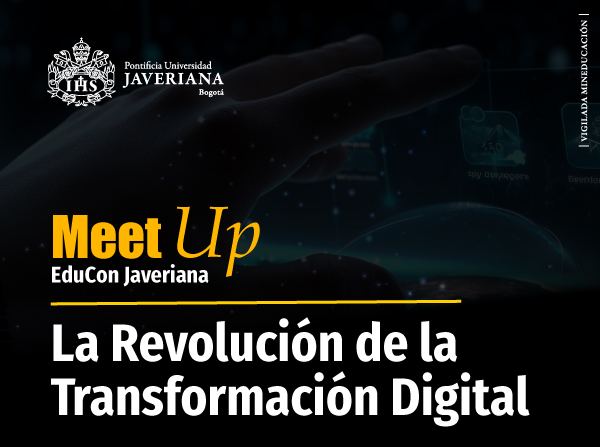 Pontificia Universidad
JAVERIANA
Bogotá
IHS
| VIGILADA MINEDUCACIÓN |
Meet Up
EduCon Javeriana
La Revolución de la
Transformación Digital